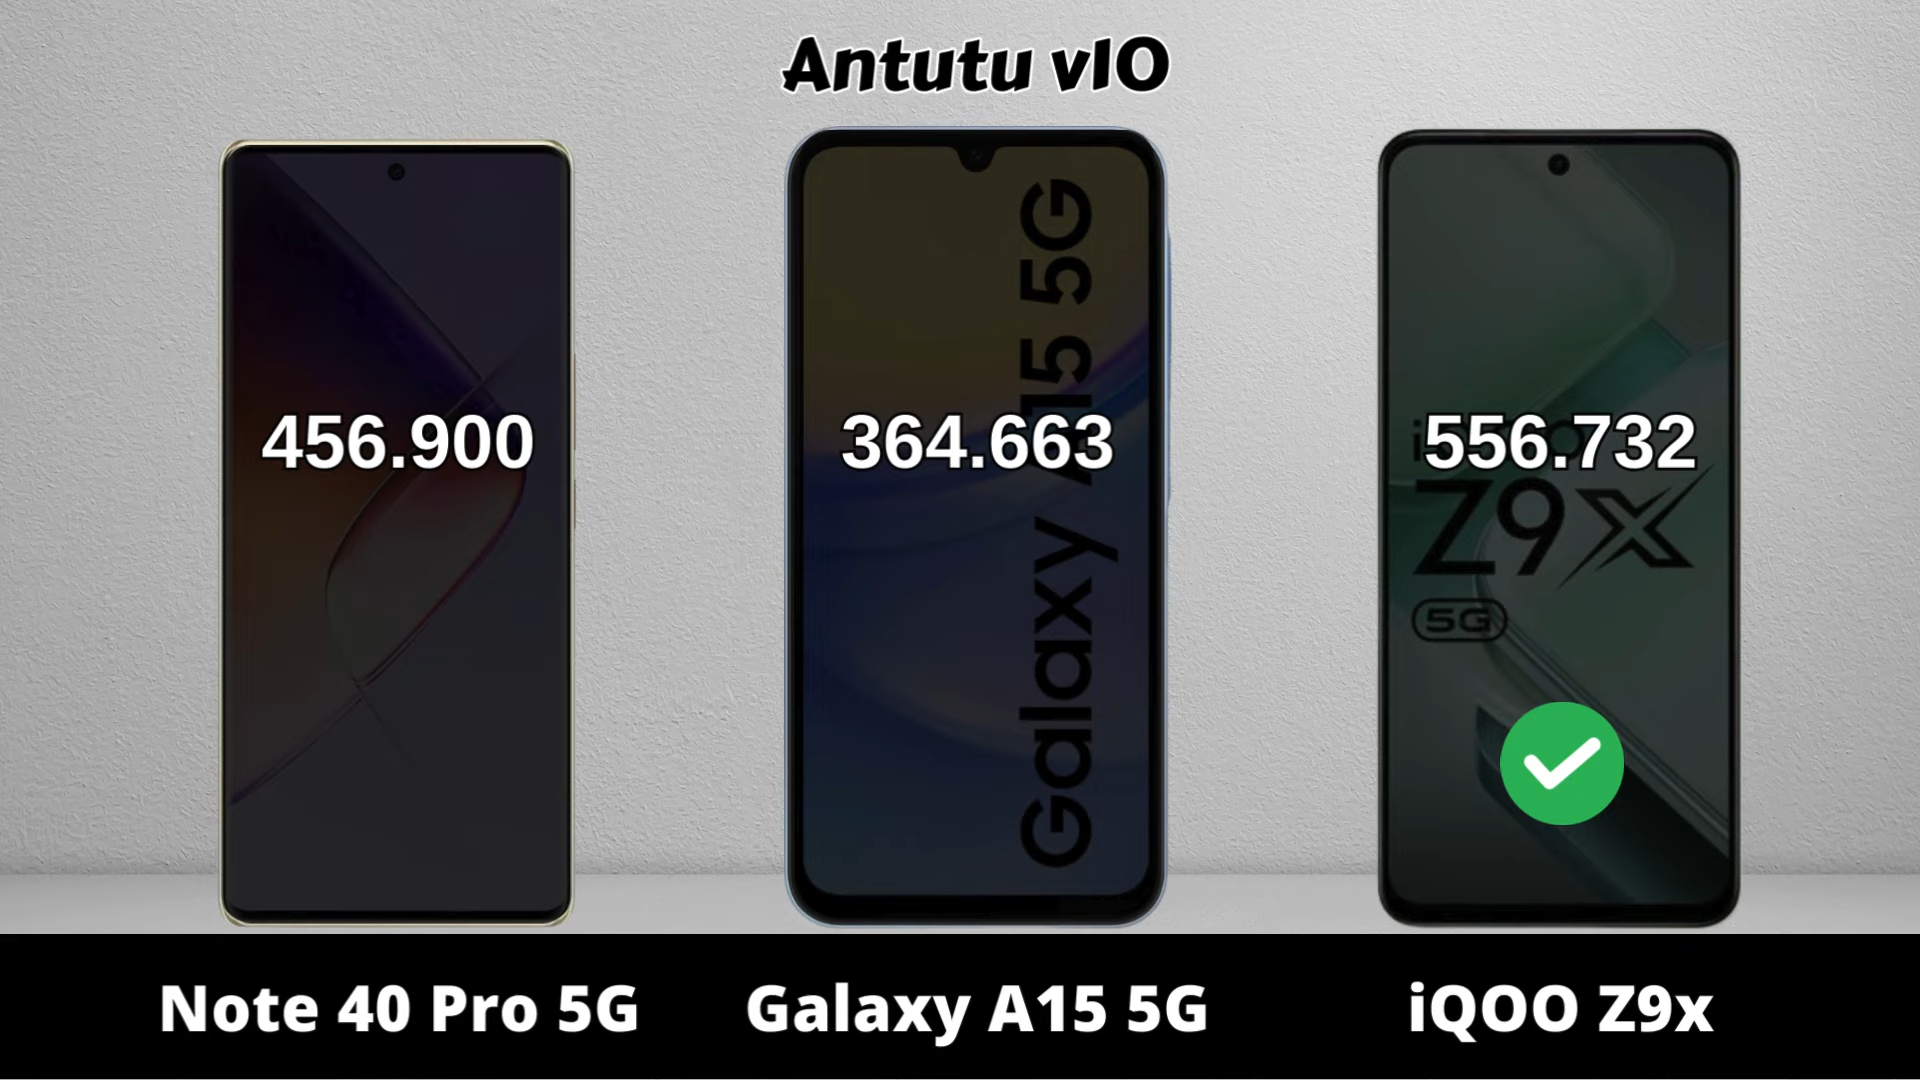 Antutu v10
456.900
364.663
556.732
Galaxy A15 5G
iQOO
Z9x
5G
Note 40 Pro 5G
Galaxy A15 5G
iQOO Z9x